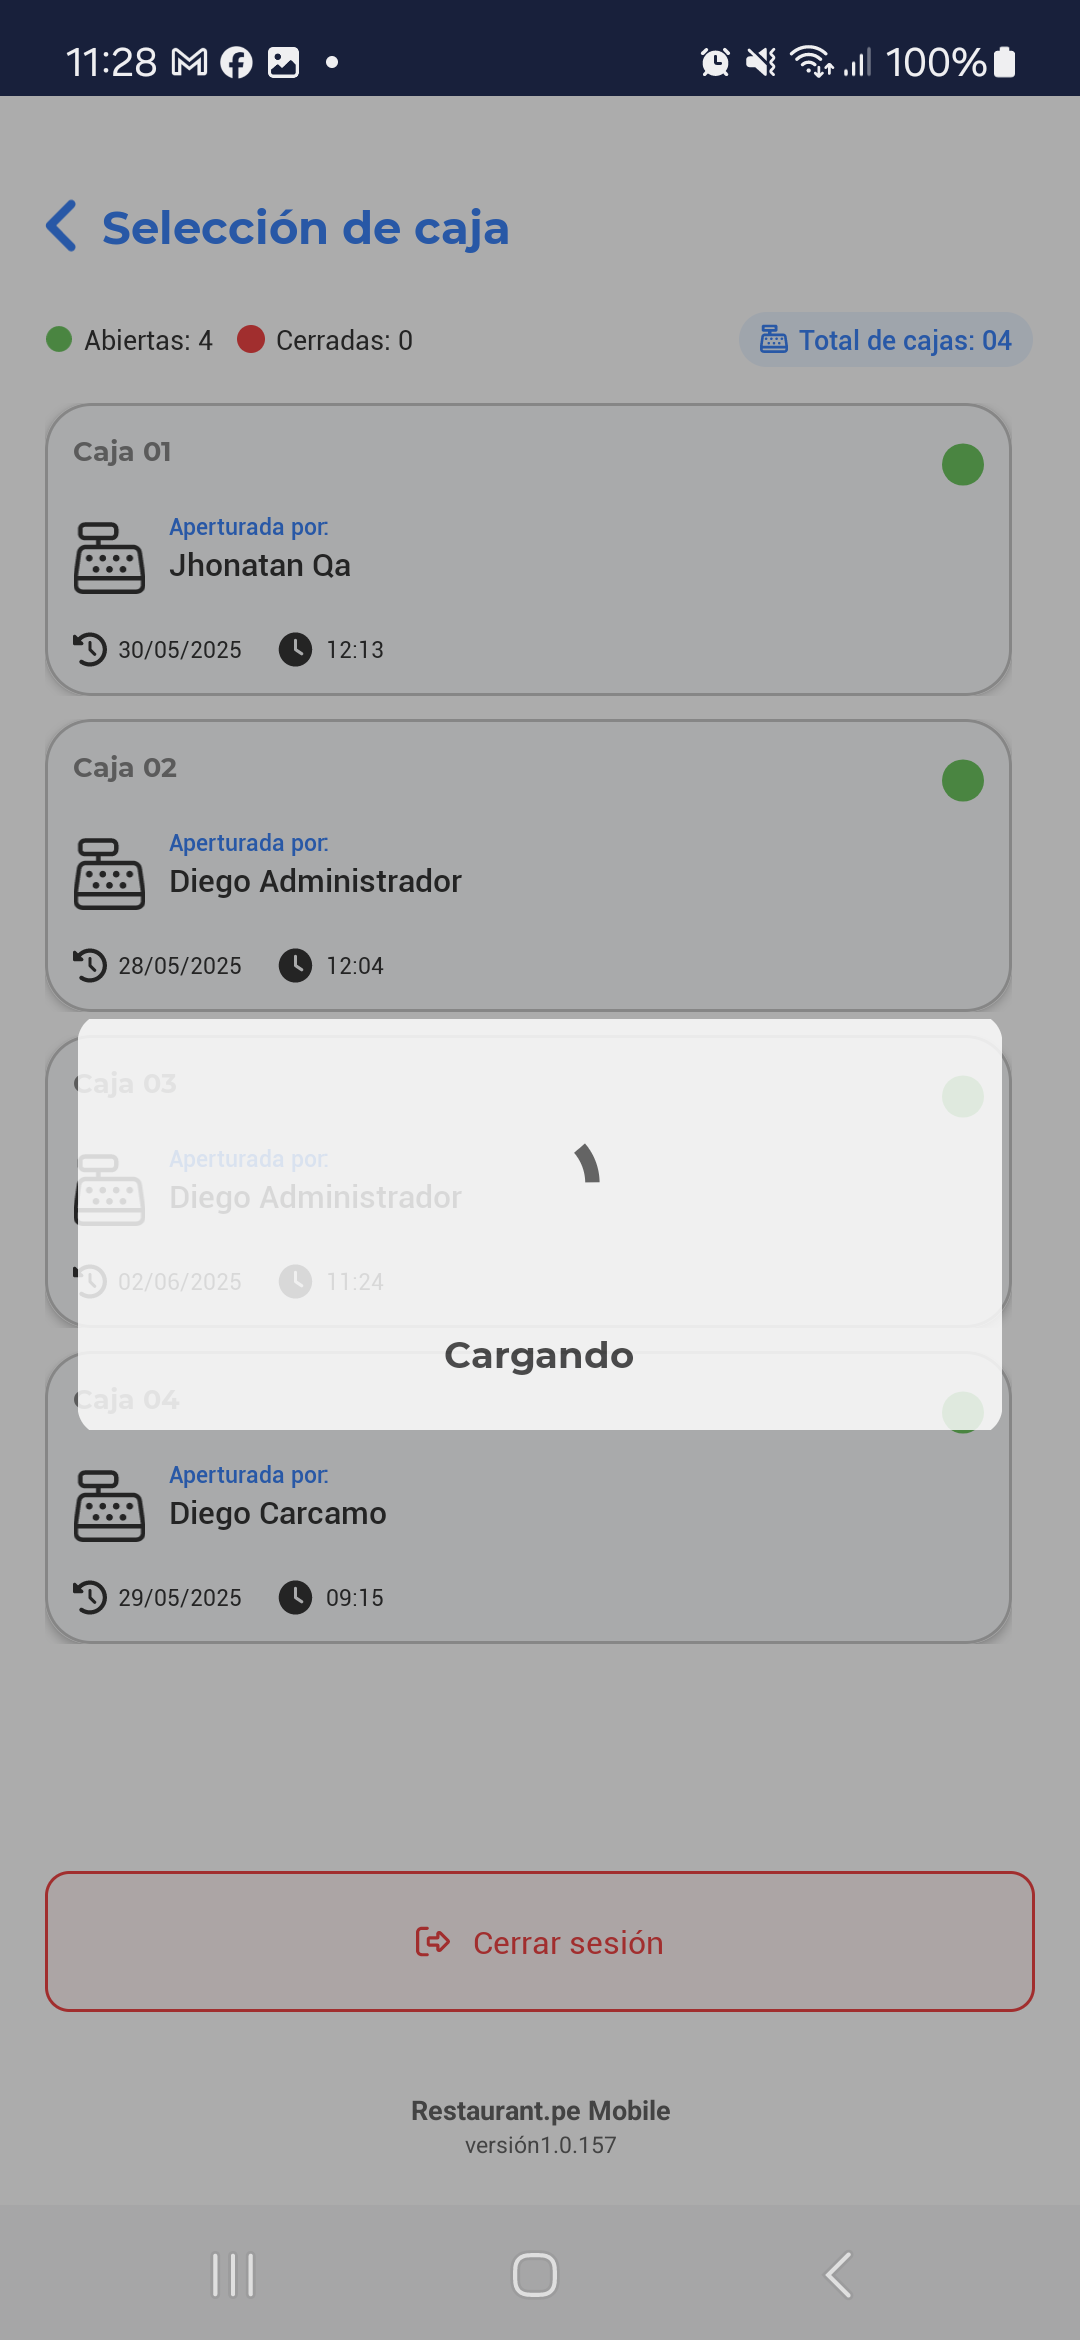 11:28
100%
Selección de caja
Abiertas: 4 Cerradas: 0 Total de cajas: 04
Caja 01
Aperturada por:
Jhonatan Qa
30/05/2025 12:13
Caja 02
Aperturada por:
Diego Administrador
28/05/2025 12:04
Caja 03
Aperturada por:
Diego Administrador
02/06/2025 11:24
Cargando
Caja 04
Aperturada por:
Diego Carcamo
29/05/2025 09:15
Cerrar sesión
Restaurant.pe Mobile
versión1.0.157